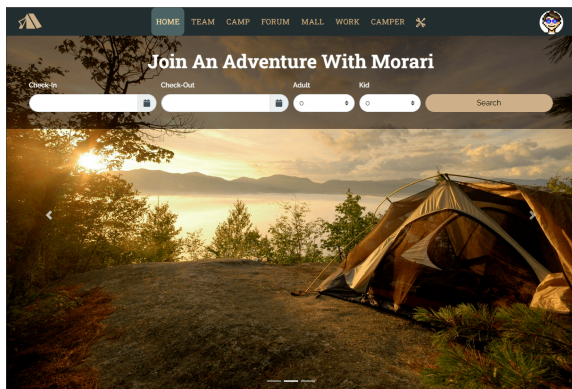 HOME TEAM CAMP FORUM MALL WORK CAMPER
Join An Adventure With Morari
Check-In Check-Out Adult Kid
0 0 Search